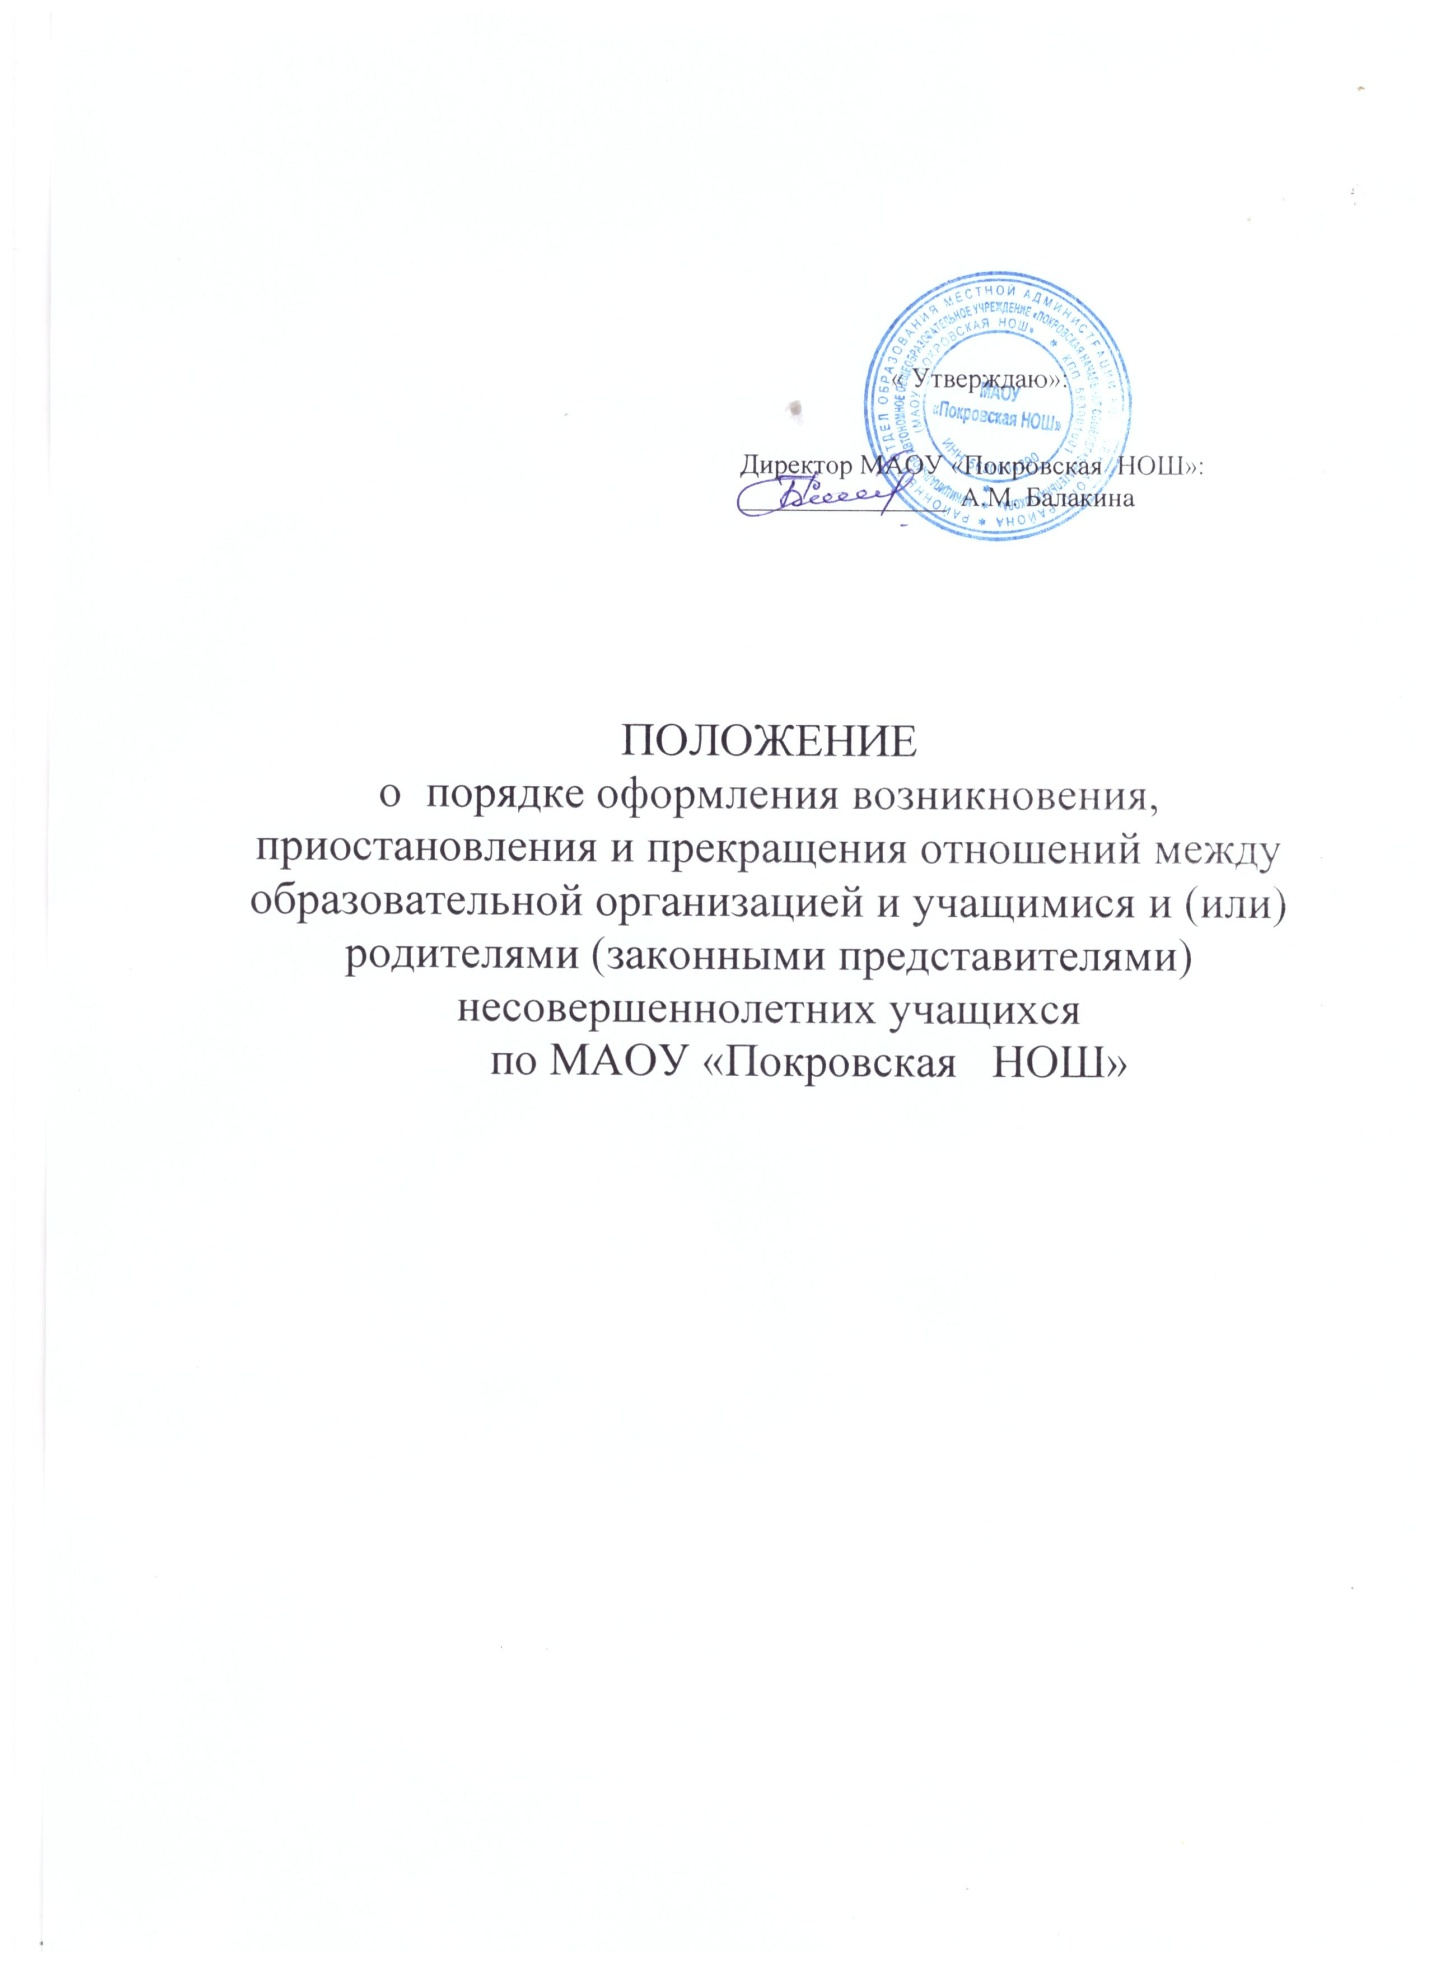 « Утверждаю»:
МАОУ
«Покровская НОШ»
Директор МАОУ «Покровская НОШ»:
А.М. Балакина
ПОЛОЖЕНИЕ
о порядке оформления возникновения,
приостановления и прекращения отношений между
образовательной организацией и учащимися и (или)
родителями (законными представителями)
несовершеннолетних учащихся
по МАОУ «Покровская НОШ»